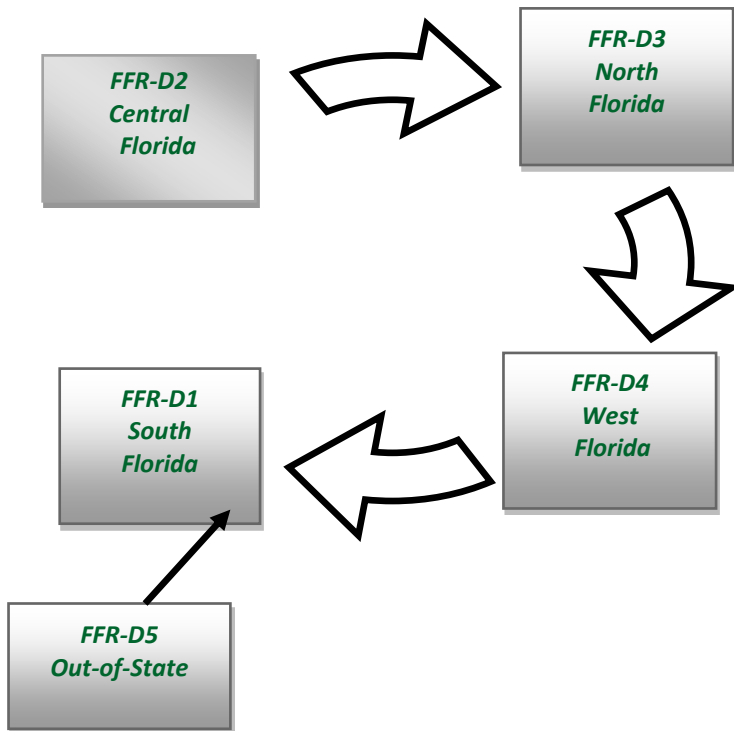 FFR-D2
Central
Florida
FFR-D3
North
Florida
FFR-D4
West
Florida
FFR-D1
South
Florida
FFR-D5
Out-of-State